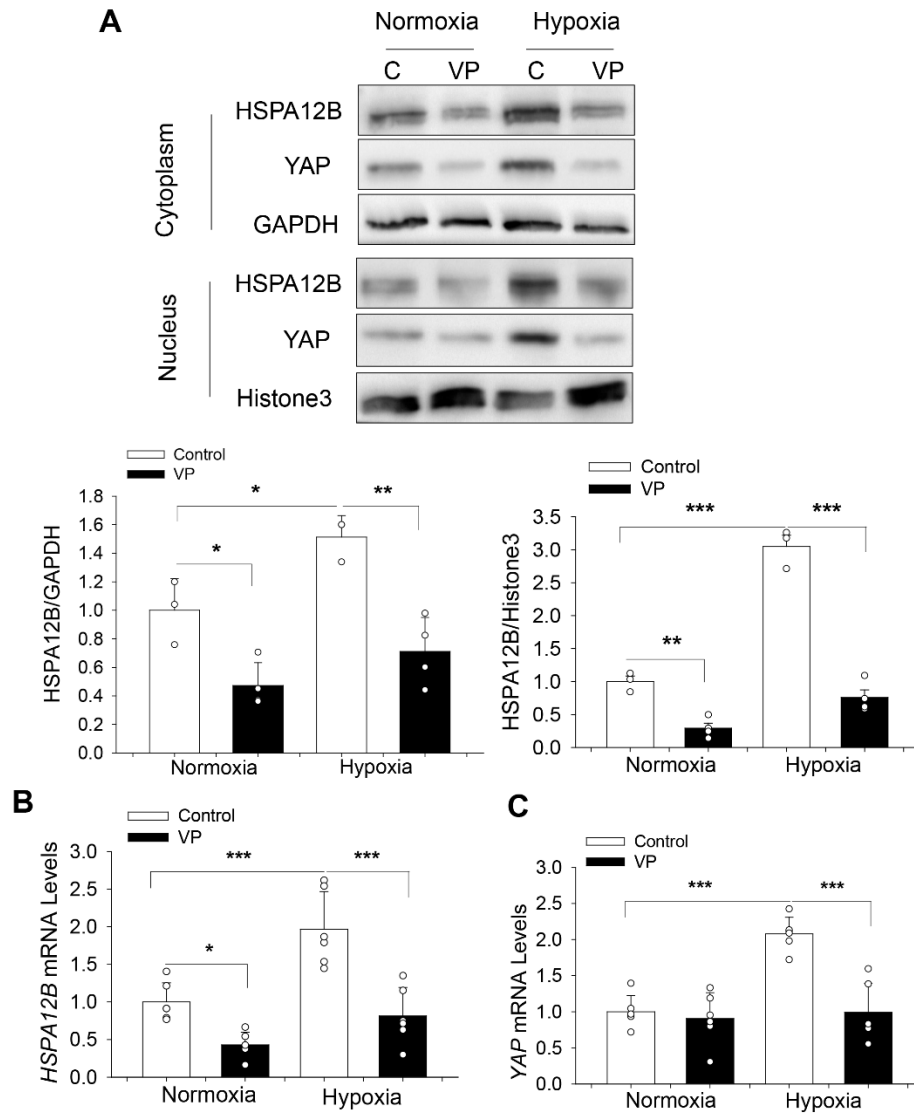 A
Normoxia Hypoxia
C VP C VP
Cytoplasm
HSPA12B
YAP
GAPDH
Nucleus
HSPA12B
YAP
Histone3
Control
VP
HSPA12B/GAPDH
1.8
1.6
1.4
1.2
1.0
0.8
0.6
0.4
0.2
0.0
* **
*
Normoxia Hypoxia
Control
VP
HSPA12B/Histone3
3.5
3.0
2.5
2.0
1.5
1.0
0.5
0.0
*** ***
**
Normoxia Hypoxia
B
Control
VP
HSPA12B mRNA Levels
3.0
2.5
2.0
1.5
1.0
0.5
0.0
*** ***
*
Normoxia Hypoxia
C
Control
VP
YAP mRNA Levels
3.0
2.5
2.0
1.5
1.0
0.5
0.0
*** ***
Normoxia Hypoxia